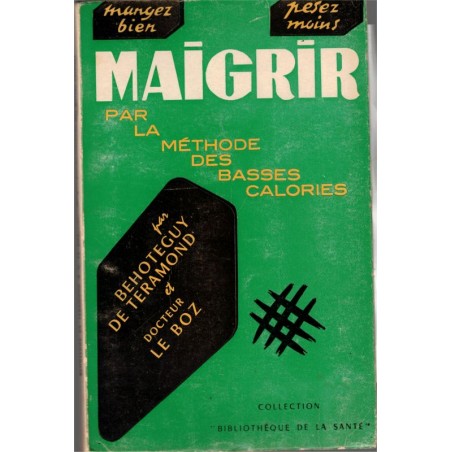 mangez
bien
pesez
moins
MAIGRIR
PAR
LA
MÉTHODE
DES
BASSES
CALORIES
par
BEHOTEGUY
DE TERAMOND
et
DOCTEUR
LE BOZ
COLLECTION
"BIBLIOTHÈQUE DE LA SANTÉ"